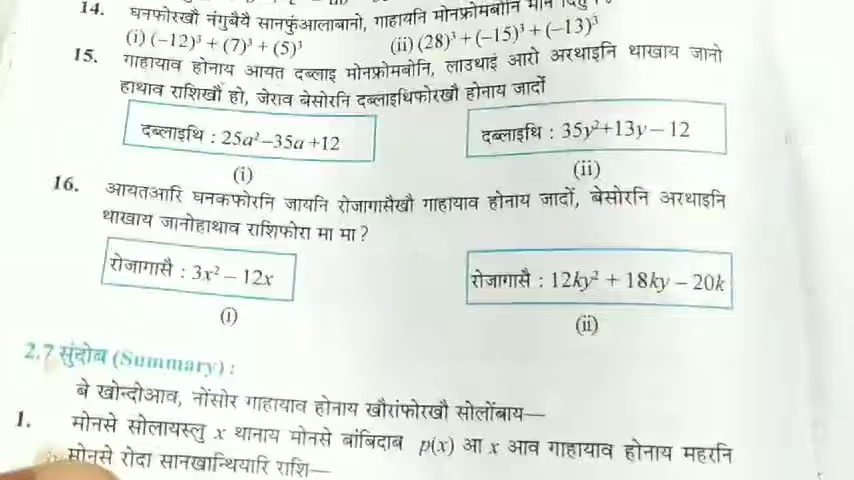 14. घनफोरखौ नंगुबैयै सानफुंआलाबानो, गाहायनि मोनफ्रोमबोनि मान
(i) (−12)³ + (7)³ + (5)³ (ii) (28)³ + (−15)³ + (−13)³
15. गाहायाव होनाय आयत दब्लाइ मोनफ्रोमबोनि, लाउथाइ आरो अरथाइनि थाखाय जानो
हाथाव राशिखौ हो, जेराव बेसोरनि दब्लाइथिफोरखौ होनाय जादों
दब्लाइथि : 25a²−35a+12
दब्लाइथि : 35y²+13y−12
(i)
(ii)
16. आयतआरि घनकफोरनि जायनि रोजागासैखौ गाहायाव होनाय जादों, बेसोरनि अरथाइनि
थाखाय जानोहाथाव राशिफोरा मा मा ?
रोजागासै : 3x² − 12x
रोजागासै : 12ky² + 18ky − 20k
(i)
(ii)
2.7 सुंदोब (Summary) :
बे खोन्दोआव, नोंसोर गाहायाव होनाय खौरांफोरखौ सोलोंबाय—
1. मोनसे सोलायस्लु x थानाय मोनसे बांबिदाब p(x) आ x आव गाहायाव होनाय महरनि
मोनसे रोदा सानखान्थियारि राशि—